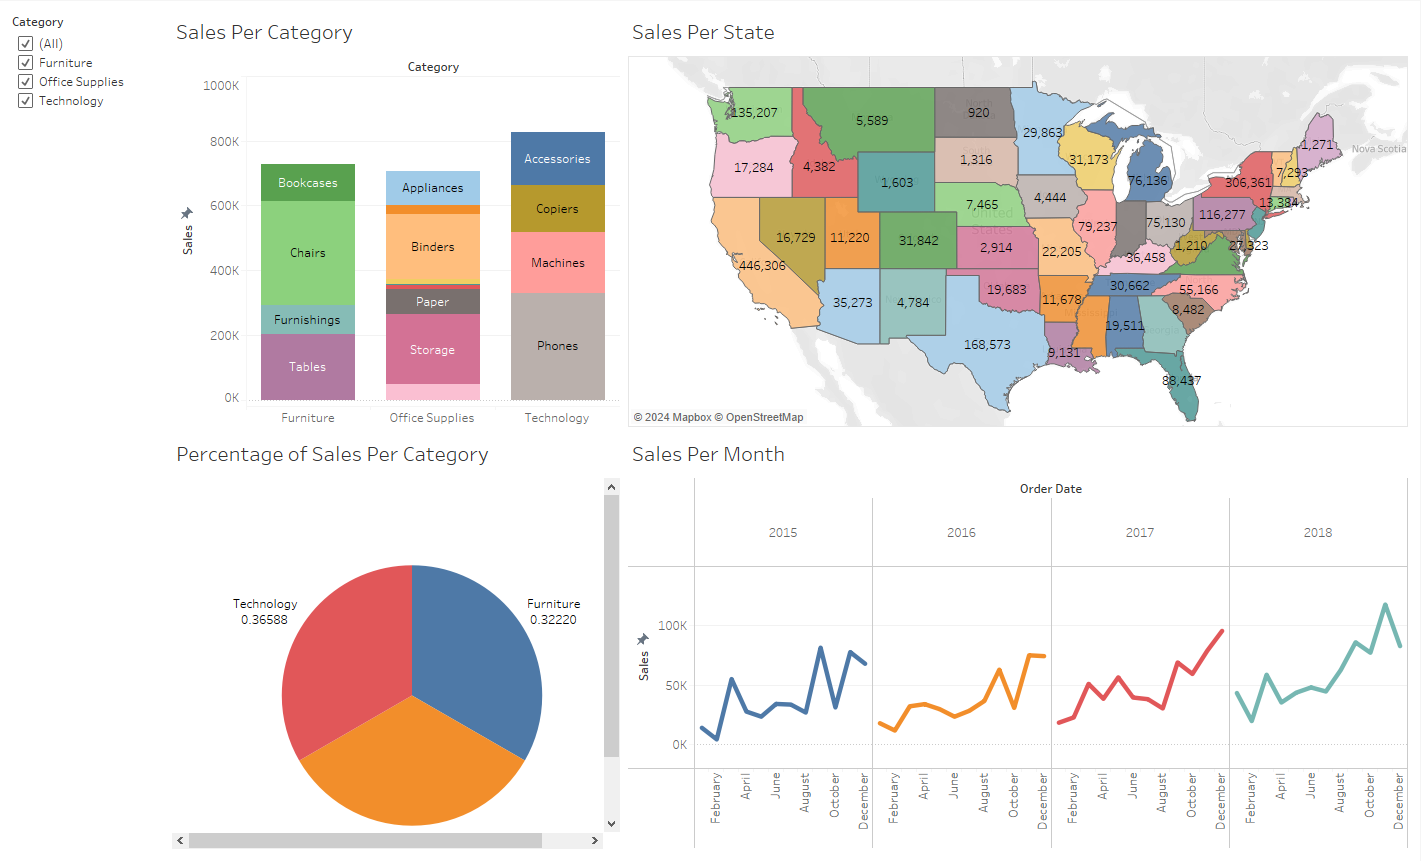 Category
(All)
Furniture
Office Supplies
Technology
Sales Per Category
Category
1000K
800K
600K
400K
200K
0K
Sales
Bookcases
Chairs
Furnishings
Tables
Appliances
Binders
Paper
Storage
Accessories
Copiers
Machines
Phones
Furniture
Office Supplies
Technology
Sales Per State
135,207
5,589
920
29,863
1,271
Nova Scotia
17,284
4,382
1,603
1,316
31,173
76,136
306,361
7,293
7,465
4,444
13,384
United
States
116,277
16,729
11,220
31,842
2,914
22,205
79,237
75,130
1,210
27,323
446,306
36,458
35,273
4,784
19,683
11,678
30,662
55,166
8,482
19,511
168,573
9,131
88,437
© 2024 Mapbox © OpenStreetMap
Percentage of Sales Per Category
Technology
0.36588
Furniture
0.32220
Sales Per Month
Order Date
2015
2016
2017
2018
Sales
100K
50K
0K
February
April
June
August
October
December
February
April
June
August
October
December
February
April
June
August
October
December
February
April
June
August
October
December